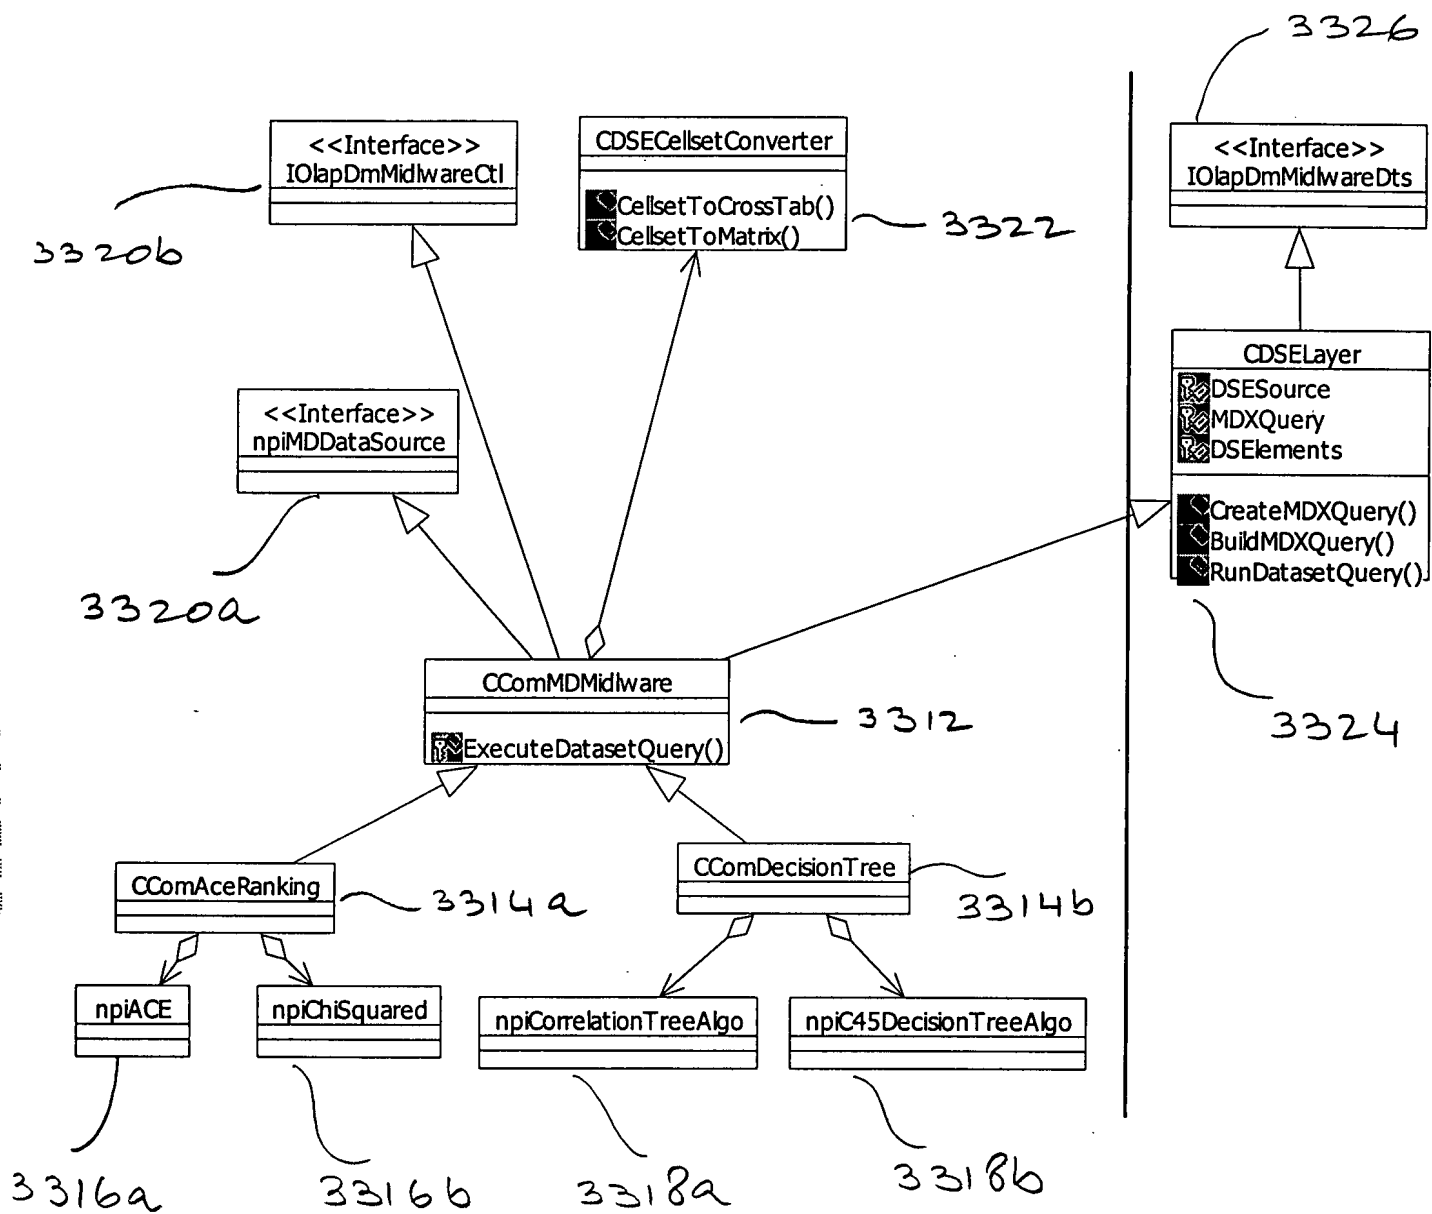 3326
<<Interface>>
IOlapDmMidlwareCtl
CDSECellsetConverter
CellsetToCrossTab()
CellsetToMatrix()
<<Interface>>
IOlapDmMidlwareDts
3320b
3322
CDSELayer
DSESource
MDXQuery
DSElements
CreateMDXQuery()
BuildMDXQuery()
RunDatasetQuery()
<<Interface>>
npiMDDataSource
3320a
3324
CComMDMidlware
ExecuteDatasetQuery()
3312
CComAceRanking
3314a
CComDecisionTree
3314b
npiACE
npiChiSquared
npiCorrelationTreeAlgo
npiC45DecisionTreeAlgo
3316a
3316b
3318a
3318b